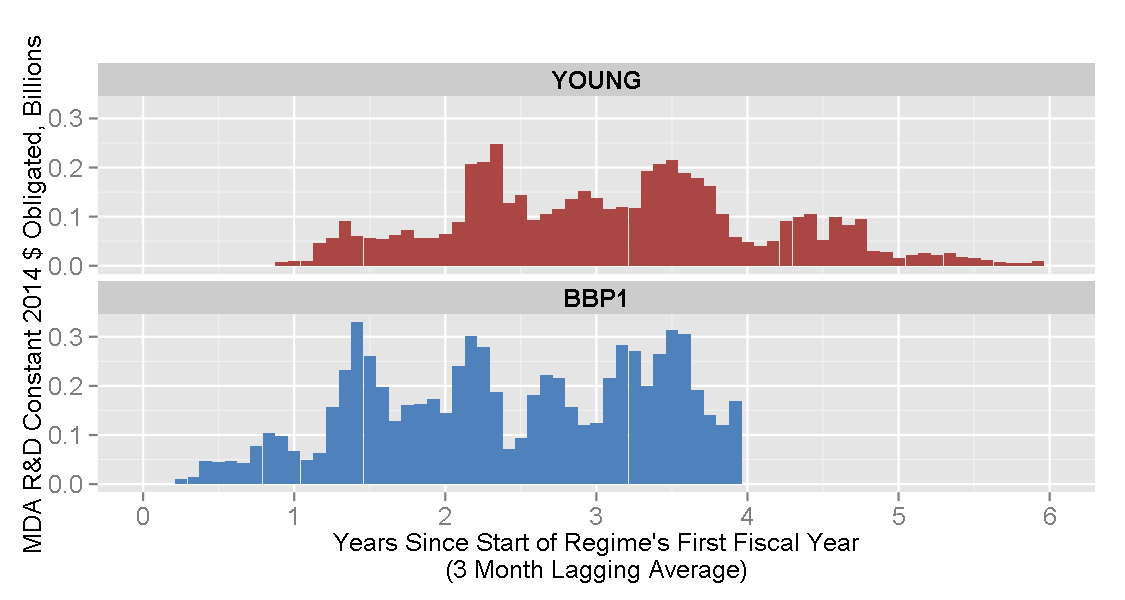 MDA R&D Constant 2014 $ Obligated, Billions
YOUNG
0.3
0.2
0.1
0.0
BBP1
0.3
0.2
0.1
0.0
0 1 2 3 4 5 6
Years Since Start of Regime's First Fiscal Year
(3 Month Lagging Average)